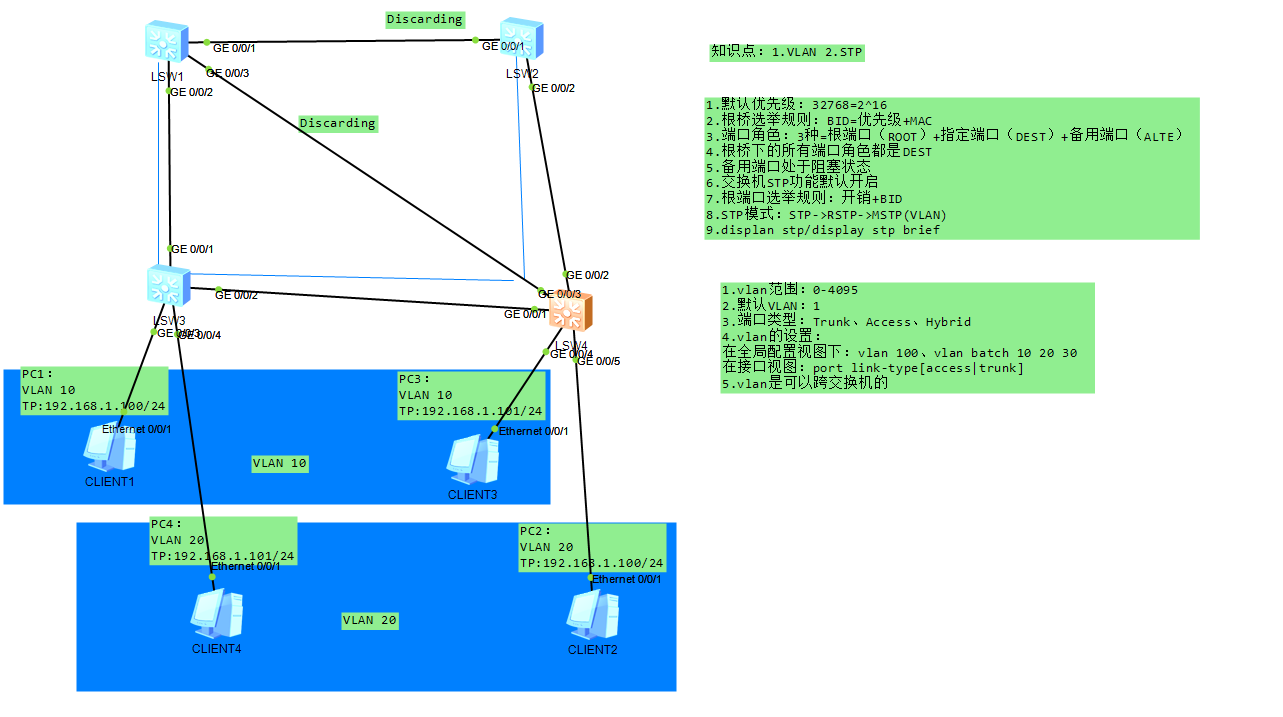 Discarding
GE 0/0/1
GE 0/0/1
LSW1
LSW2
GE 0/0/3
GE 0/0/2
GE 0/0/2
Discarding
GE 0/0/1
GE 0/0/2
GE 0/0/2
GE 0/0/3
GE 0/0/1
LSW3
GE 0/0/3
GE 0/0/4
LSW4
GE 0/0/4
GE 0/0/5
PC1:
VLAN 10
TP:192.168.1.100/24
Ethernet 0/0/1
CLIENT1
PC3:
VLAN 10
TP:192.168.1.101/24
Ethernet 0/0/1
CLIENT3
VLAN 10
PC4:
VLAN 20
TP:192.168.1.101/24
Ethernet 0/0/1
CLIENT4
PC2:
VLAN 20
TP:192.168.1.100/24
Ethernet 0/0/1
CLIENT2
VLAN 20
知识点：1.VLAN 2.STP
1.默认优先级：32768=2^16
2.根桥选举规则：BID=优先级+MAC
3.端口角色：3种=根端口（ROOT）+指定端口（DEST）+备用端口（ALTE）
4.根桥下的所有端口角色都是DEST
5.备用端口处于阻塞状态
6.交换机STP功能默认开启
7.根端口选举规则：开销+BID
8.STP模式：STP->RSTP->MSTP(VLAN)
9.displan stp/display stp brief
1.vlan范围：0-4095
2.默认VLAN：1
3.端口类型：Trunk、Access、Hybrid
4.vlan的设置：
在全局配置视图下：vlan 100、vlan batch 10 20 30
在接口视图：port link-type[access|trunk]
5.vlan是可以跨交换机的